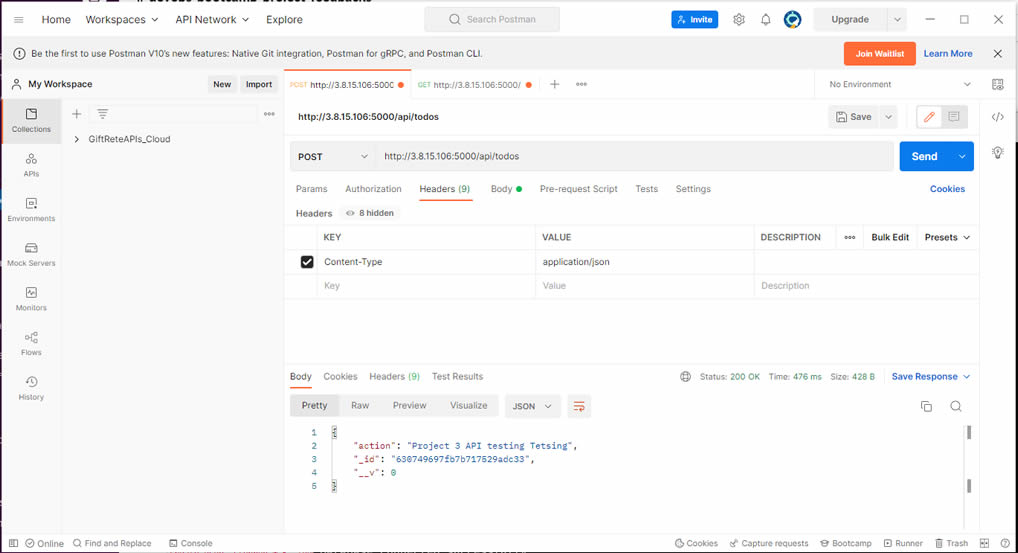 Home Workspaces API Network Explore Search Postman Invite Upgrade
Be the first to use Postman V10's new features: Native Git integration, Postman for gRPC, and Postman CLI. Join Waitlist Learn More
My Workspace New Import POST http://3.8.15.106:5000 GET http://3.8.15.106:5000/ No Environment
Collections
GiftReteAPIs_Cloud
APIs
Environments
Mock Servers
Monitors
Flows
History
http://3.8.15.106:5000/api/todos Save
POST http://3.8.15.106:5000/api/todos Send
Params Authorization Headers (9) Body Pre-request Script Tests Settings Cookies
Headers 8 hidden
KEY VALUE DESCRIPTION Bulk Edit Presets
Content-Type application/json
Key Value Description
Body Cookies Headers (9) Test Results Status: 200 OK Time: 476 ms Size: 428 B Save Response
Pretty Raw Preview Visualize JSON
1 {
2 "action": "Project 3 API testing Tetsing",
3 "_id": "630749697fb7b717529adc33",
4 "__v": 0
5 }
Online Find and Replace Console Cookies Capture requests Bootcamp Runner Trash